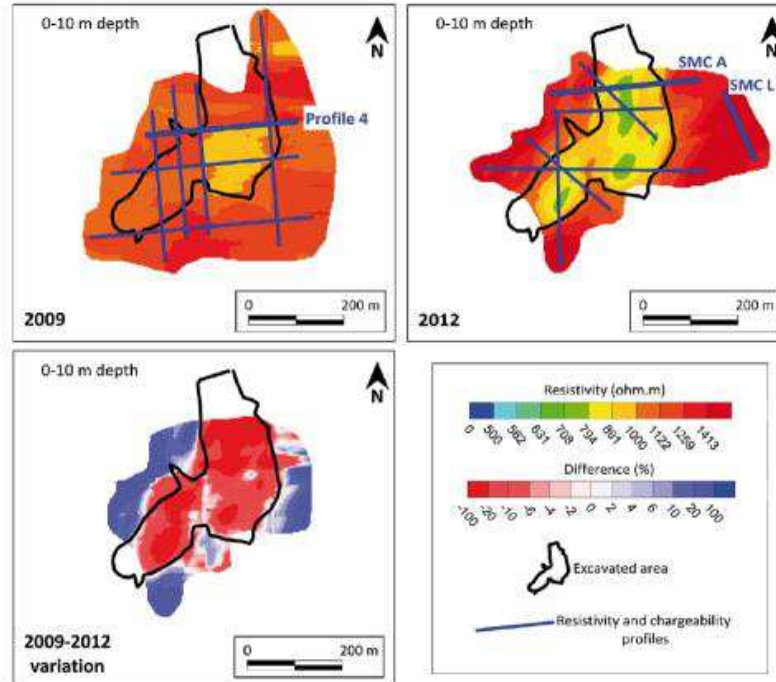 0-10 m depth
N
Profile 4
0 200 m
2009
0-10 m depth
N
SMC A
SMC L
0 200 m
2012
0-10 m depth
N
2009-2012
variation
0 200 m
Resistivity (ohm.m)
0 500 562 631 708 794 891 1000 1122 1259 1413
Difference (%)
-100 -20 -10 -6 -4 -2 0 2 4 6 10 20 100
Excavated area
Resistivity and chargeability
profiles